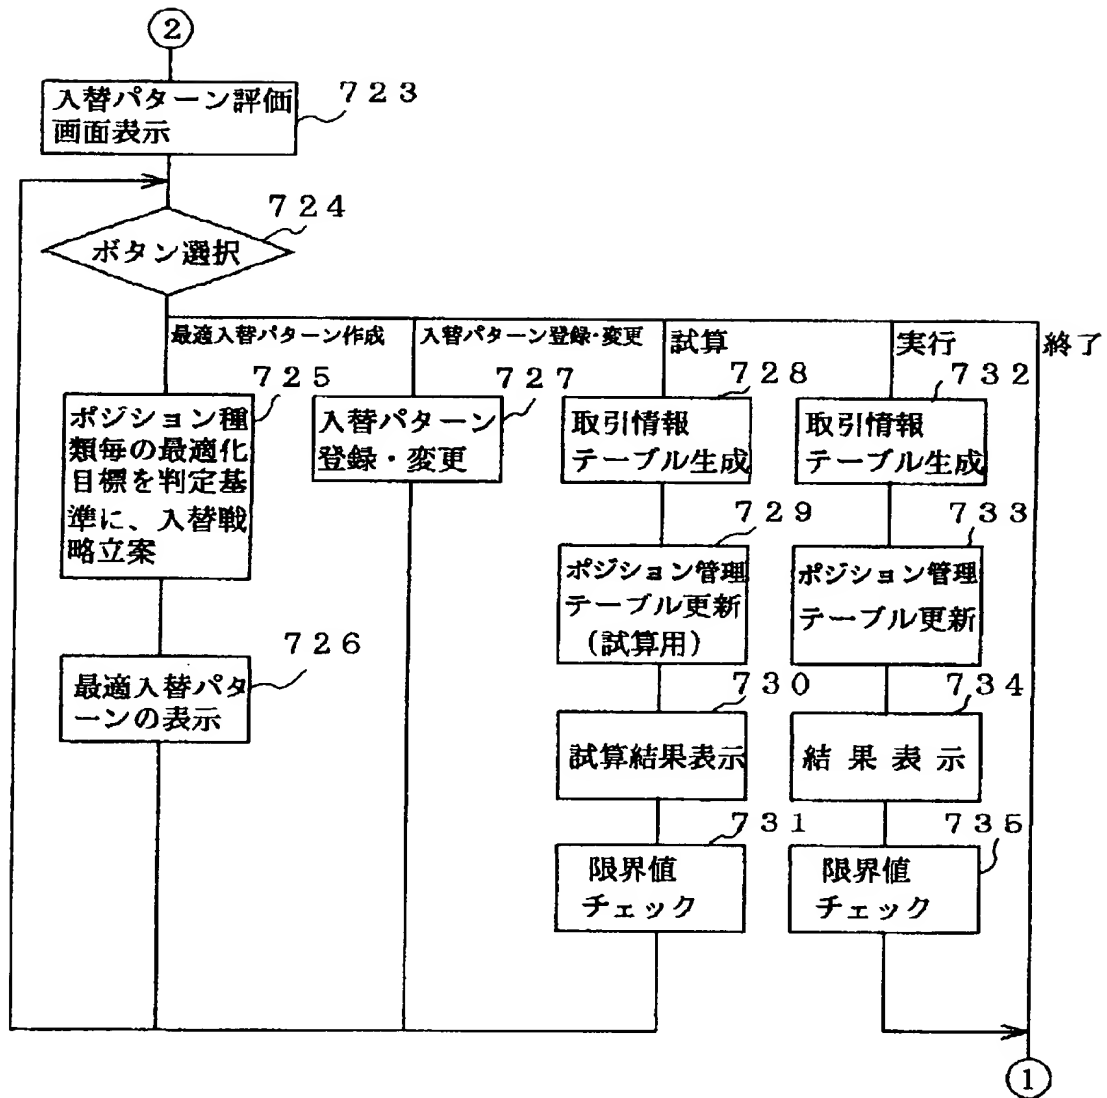 ②
入替パターン評価
画面表示
７２３
７２４
ボタン選択
最適入替パターン作成
入替パターン登録・変更
試算
実行
終了
７２５
ポジション種
類毎の最適化
目標を判定基
準に、入替戦
略立案
７２６
最適入替パタ
ーンの表示
７２７
入替パターン
登録・変更
７２８
取引情報
テーブル生成
７２９
ポジション管理
テーブル更新
（試算用）
７３０
試算結果表示
７３１
限界値
チェック
７３２
取引情報
テーブル生成
７３３
ポジション管理
テーブル更新
７３４
結果表示
７３５
限界値
チェック
①